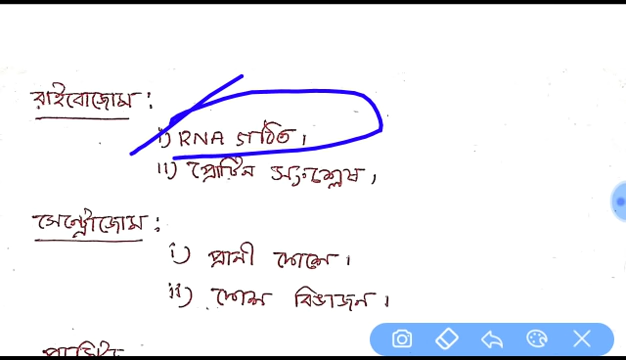 রাইবোজোম :
i) RNA গঠিত।
ii) প্রোটিন সংশ্লেষ।
সেন্ট্রোজোম :
i) প্রানী কোষে।
ii) কোষ বিভাজন।